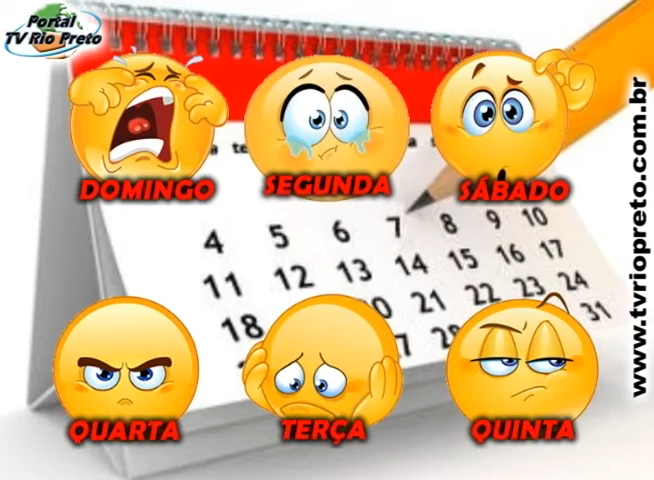 Portal
TV Rio Preto
DOMINGO
SEGUNDA
SÁBADO
4 5 6 7 8 9 10
11 12 13 14 15 16 17
18 21 22 23 24
31
QUARTA
TERÇA
QUINTA
www.tvriopreto.com.br